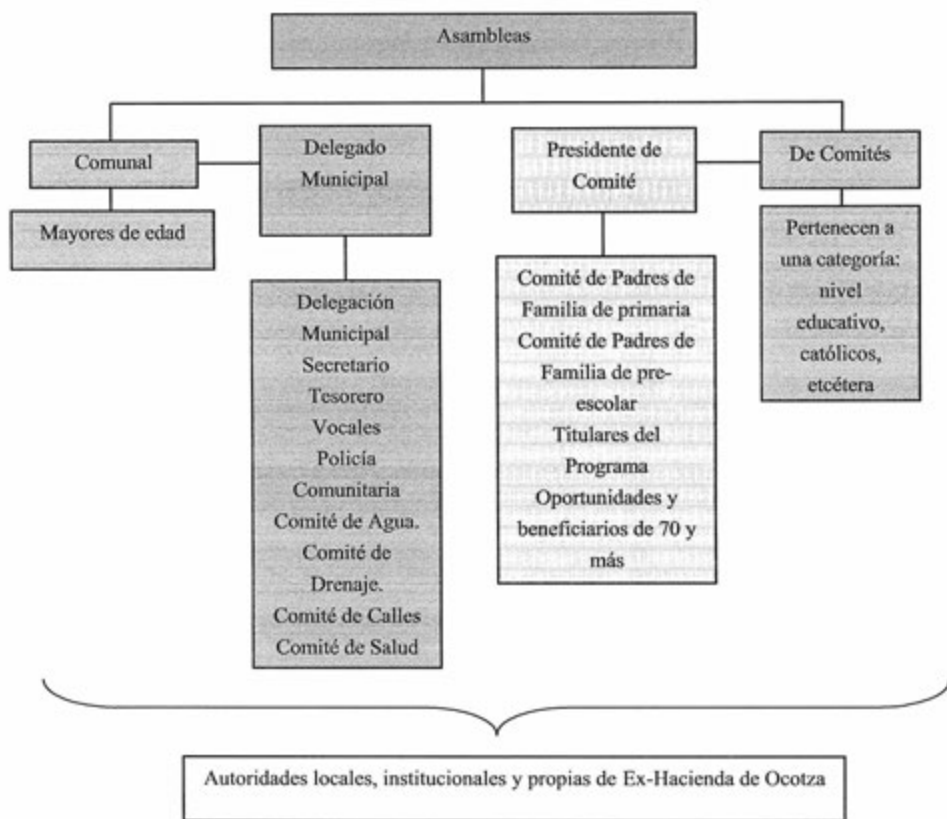 Asambleas
Comunal
Delegado
Municipal
Presidente de
Comité
De Comités
Mayores de edad
Delegación
Municipal
Secretario
Tesorero
Vocales
Policía
Comunitaria
Comité de Agua.
Comité de
Drenaje.
Comité de Calles
Comité de Salud
Comité de Padres de
Familia de primaria
Comité de Padres de
Familia de pre-
escolar
Titulares del
Programa
Oportunidades y
beneficiarios de 70 y
más
Pertenecen a
una categoría:
nivel
educativo,
católicos,
etcétera
Autoridades locales, institucionales y propias de Ex-Hacienda de Ocotza